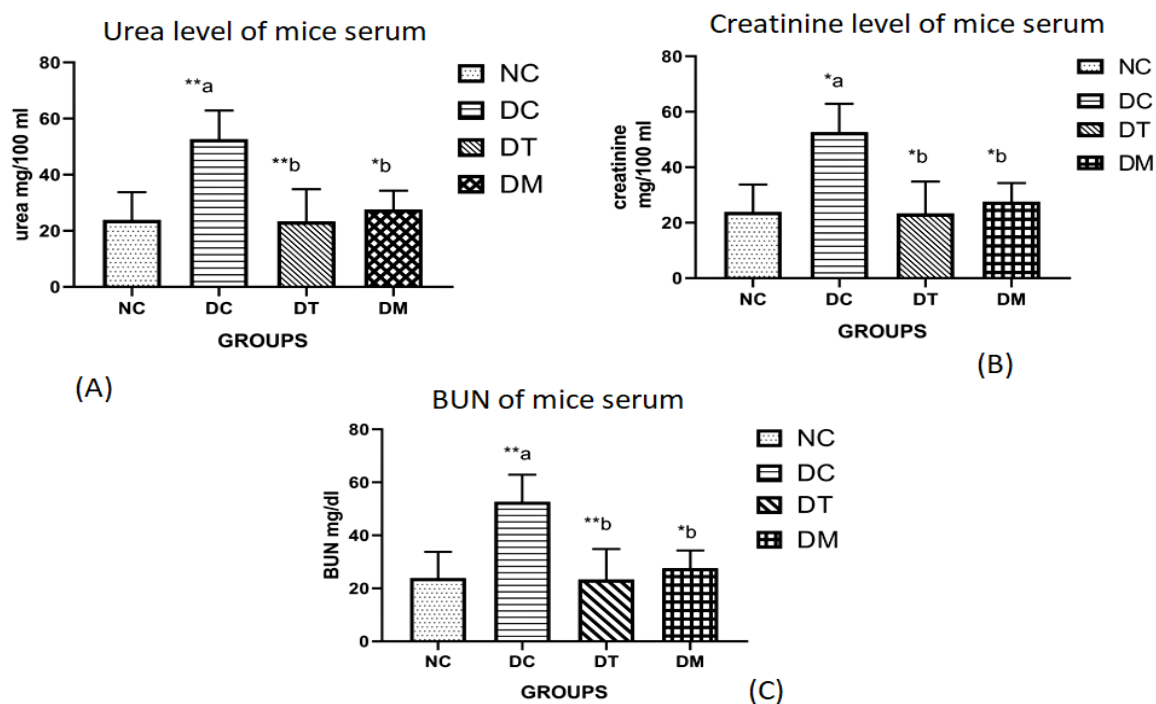 Urea level of mice serum
urea mg/100 ml
80
60
40
20
0
**a
**b
*b
NC
DC
DT
DM
GROUPS
NC
DC
DT
DM
(A)
Creatinine level of mice serum
creatinine
mg/100 ml
80
60
40
20
0
*a
*b
*b
NC
DC
DT
DM
GROUPS
NC
DC
DT
DM
(B)
BUN of mice serum
BUN mg/dl
80
60
40
20
0
**a
**b
*b
NC
DC
DT
DM
GROUPS
NC
DC
DT
DM
(C)